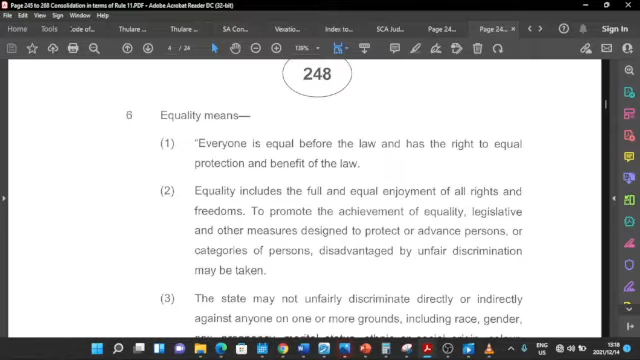 Page 245 to 268 Consolidation in terms of Rule 11.PDF - Adobe Acrobat Reader DC (32-bit)
File Edit View Sign Window Help
Home Tools
Thulare
Thulare
SA Con
Vexatio
Index to
SCA Jud
Page 24
Page 24
Page 24...
Sign In
4 / 24
139%
248
6 Equality means—
(1) "Everyone is equal before the law and has the right to equal
protection and benefit of the law.
(2) Equality includes the full and equal enjoyment of all rights and
freedoms. To promote the achievement of equality, legislative
and other measures designed to protect or advance persons, or
categories of persons, disadvantaged by unfair discrimination
may be taken.
(3) The state may not unfairly discriminate directly or indirectly
against anyone on one or more grounds, including race, gender,
ENG
US
13:18
2021/12/14